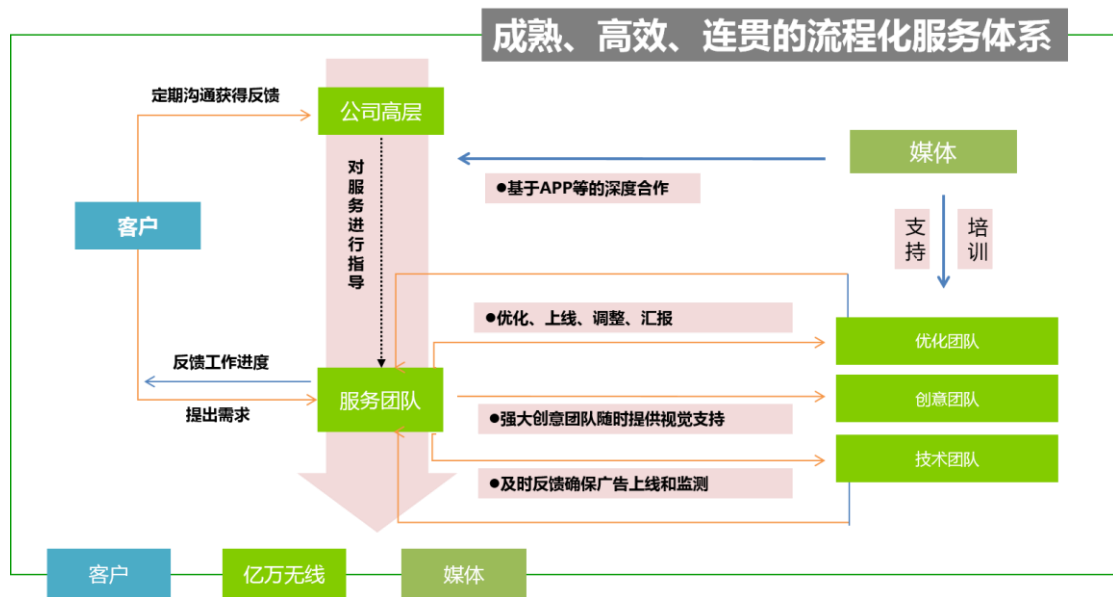 成熟、高效、连贯的流程化服务体系
定期沟通获得反馈
公司高层
媒体
对服务进行指导
●基于APP等的深度合作
客户
支持
培训
●优化、上线、调整、汇报
优化团队
反馈工作进度
服务团队
创意团队
提出需求
●强大创意团队随时提供视觉支持
技术团队
●及时反馈确保广告上线和监测
客户
亿万无线
媒体